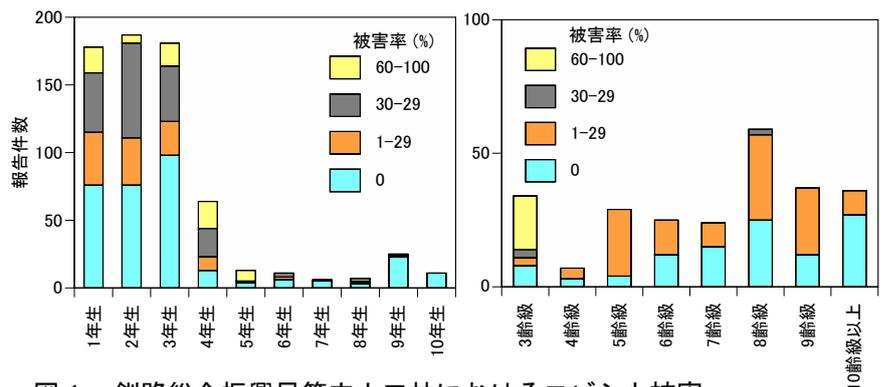 200
150
100
50
0
報告件数
被害率(%)
60-100
30-29
1-29
0
1年生
2年生
3年生
4年生
5年生
6年生
7年生
8年生
9年生
10年生
100
50
0
被害率(%)
60-100
30-29
1-29
0
3齢級
4齢級
5齢級
6齢級
7齢級
8齢級
9齢級
10齢級以上